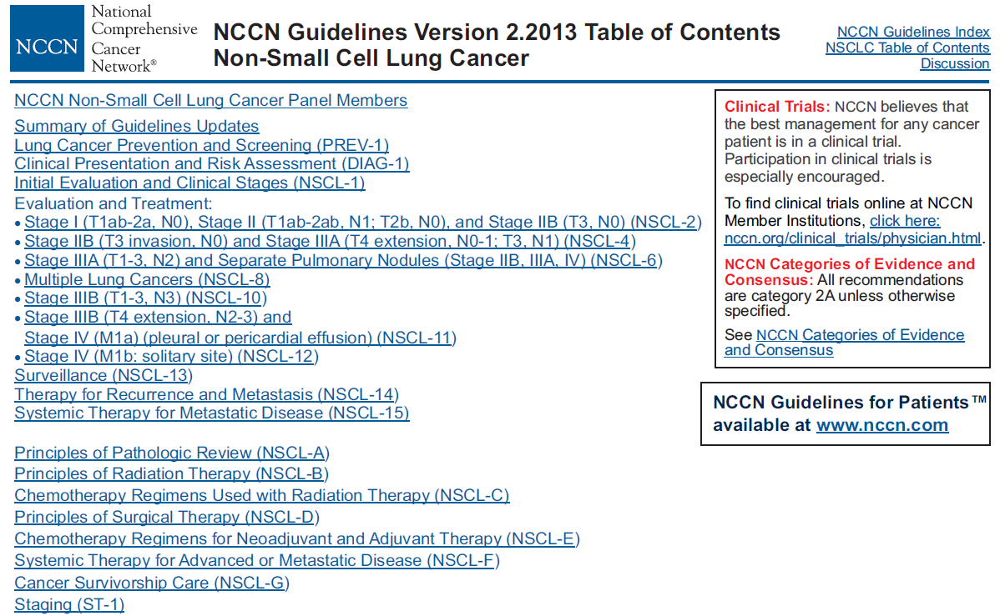 National
Comprehensive
NCCN Cancer
Network®
NCCN Guidelines Version 2.2013 Table of Contents
Non-Small Cell Lung Cancer
NCCN Guidelines Index
NSCLC Table of Contents
Discussion
NCCN Non-Small Cell Lung Cancer Panel Members
Summary of Guidelines Updates
Lung Cancer Prevention and Screening (PREV-1)
Clinical Presentation and Risk Assessment (DIAG-1)
Initial Evaluation and Clinical Stages (NSCL-1)
Evaluation and Treatment:
• Stage I (T1ab-2a, N0), Stage II (T1ab-2ab, N1; T2b, N0), and Stage IIB (T3, N0) (NSCL-2)
• Stage IIB (T3 invasion, N0) and Stage IIIA (T4 extension, N0-1; T3, N1) (NSCL-4)
• Stage IIIA (T1-3, N2) and Separate Pulmonary Nodules (Stage IIB, IIIA, IV) (NSCL-6)
• Multiple Lung Cancers (NSCL-8)
• Stage IIIB (T1-3, N3) (NSCL-10)
• Stage IIIB (T4 extension, N2-3) and
Stage IV (M1a) (pleural or pericardial effusion) (NSCL-11)
• Stage IV (M1b: solitary site) (NSCL-12)
Surveillance (NSCL-13)
Therapy for Recurrence and Metastasis (NSCL-14)
Systemic Therapy for Metastatic Disease (NSCL-15)
Principles of Pathologic Review (NSCL-A)
Principles of Radiation Therapy (NSCL-B)
Chemotherapy Regimens Used with Radiation Therapy (NSCL-C)
Principles of Surgical Therapy (NSCL-D)
Chemotherapy Regimens for Neoadjuvant and Adjuvant Therapy (NSCL-E)
Systemic Therapy for Advanced or Metastatic Disease (NSCL-F)
Cancer Survivorship Care (NSCL-G)
Staging (ST-1)
Clinical Trials: NCCN believes that
the best management for any cancer
patient is in a clinical trial.
Participation in clinical trials is
especially encouraged.
To find clinical trials online at NCCN
Member Institutions, click here:
nccn.org/clinical_trials/physician.html.
NCCN Categories of Evidence and
Consensus: All recommendations
are category 2A unless otherwise
specified.
See NCCN Categories of Evidence
and Consensus
NCCN Guidelines for Patients™
available at www.nccn.com